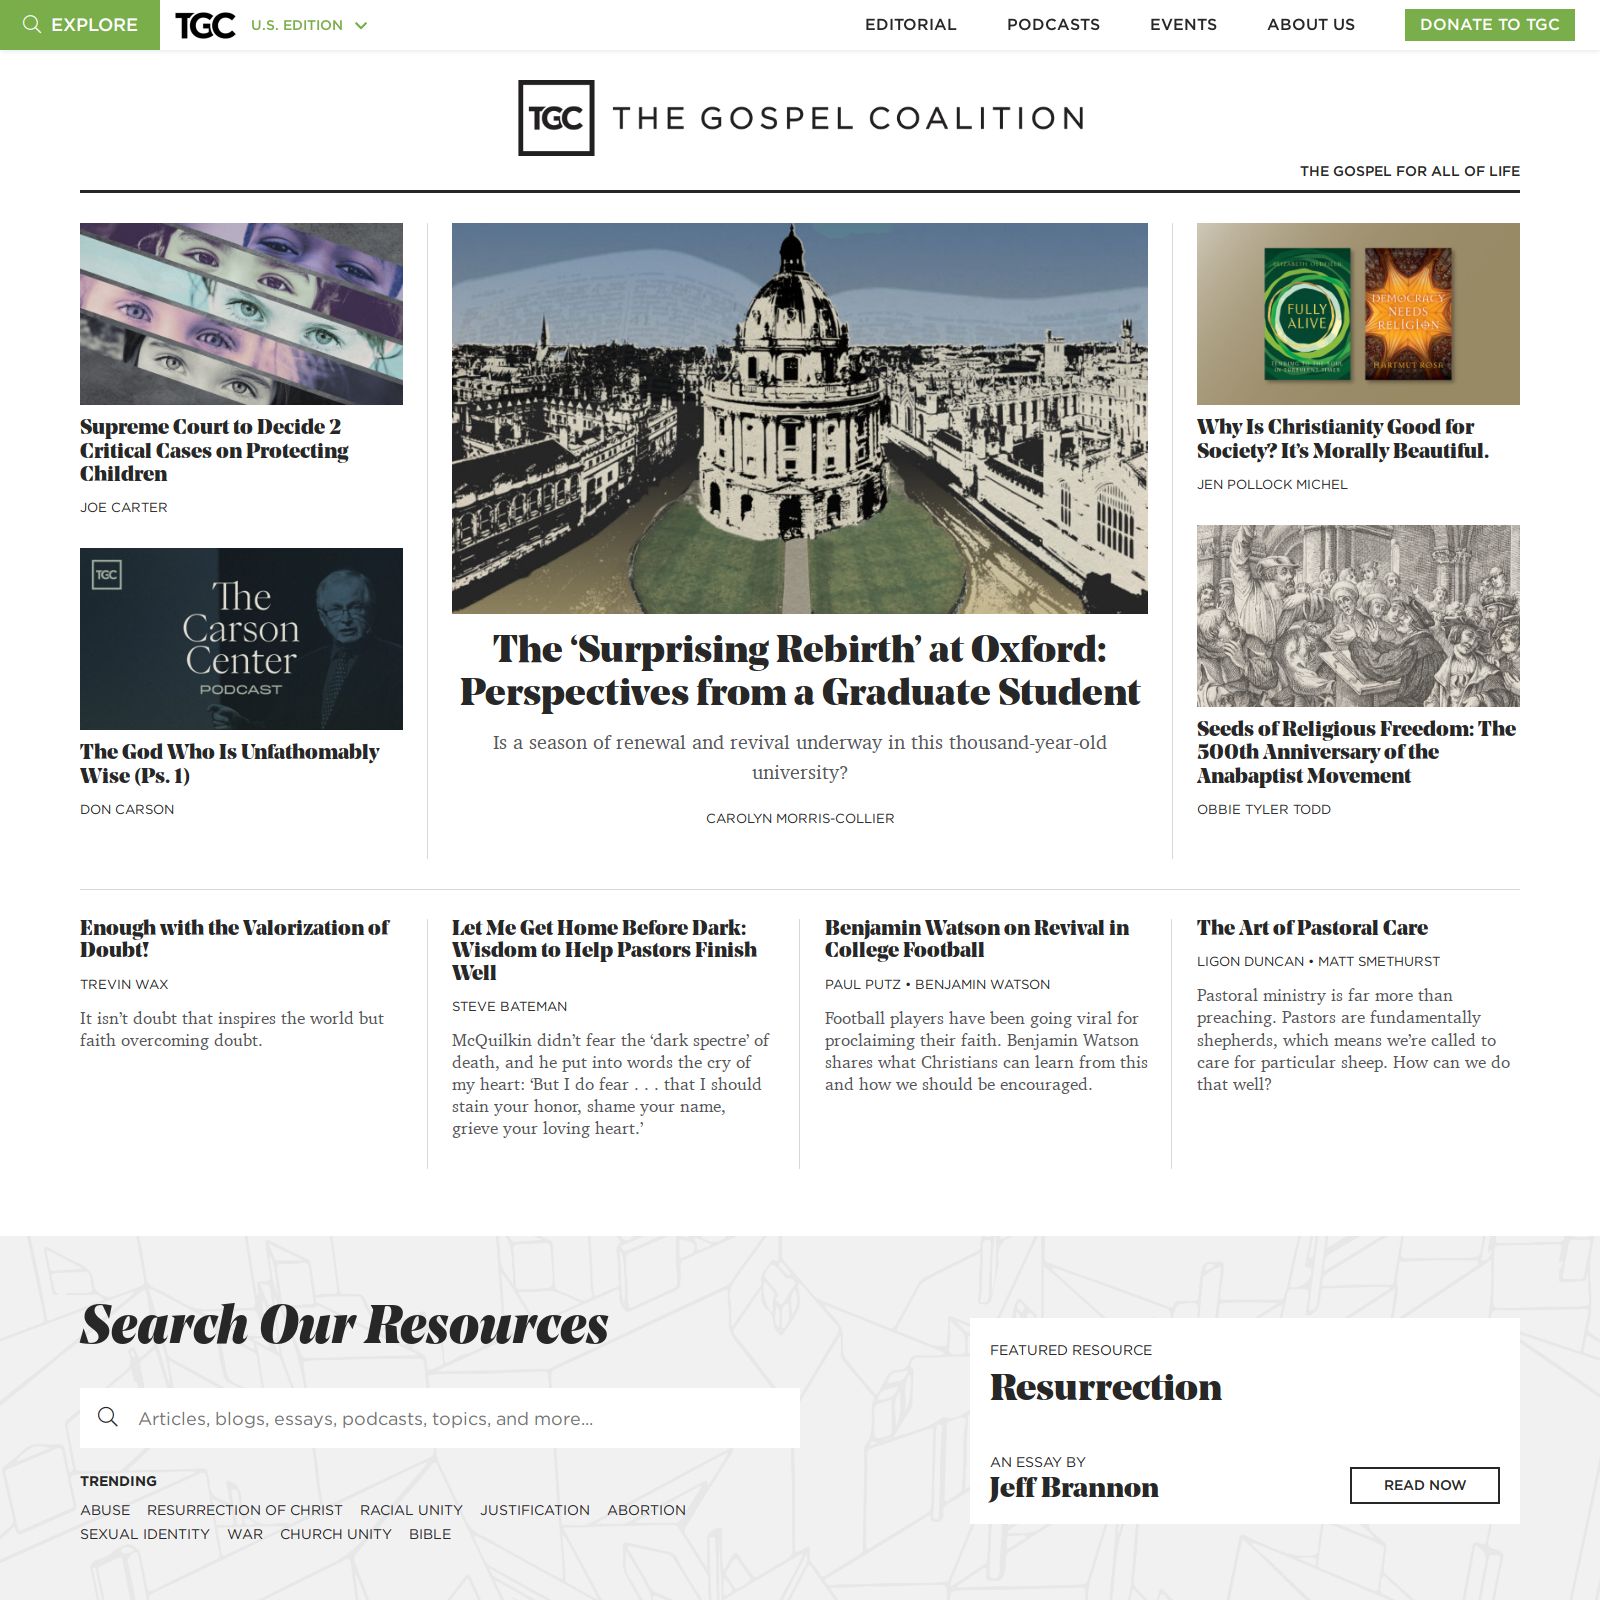 EXPLORE
TGC
U.S. EDITION
EDITORIAL
PODCASTS
EVENTS
ABOUT US
DONATE TO TGC
TGC THE GOSPEL COALITION
THE GOSPEL FOR ALL OF LIFE
Supreme Court to Decide 2
Critical Cases on Protecting
Children
JOE CARTER
TGC
The
Carson
Center
PODCAST
The God Who Is Unfathomably
Wise (Ps. 1)
DON CARSON
The ‘Surprising Rebirth’ at Oxford:
Perspectives from a Graduate Student
Is a season of renewal and revival underway in this thousand-year-old
university?
CAROLYN MORRIS-COLLIER
ELIZABETH OLDFIELD
FULLY
ALIVE
TENDING TO THE SOUL
IN TURBULENT TIMES
DEMOCRACY
NEEDS
RELIGION
HARTMUT ROSA
Why Is Christianity Good for
Society? It’s Morally Beautiful.
JEN POLLOCK MICHEL
Seeds of Religious Freedom: The
500th Anniversary of the
Anabaptist Movement
OBBIE TYLER TODD
Enough with the Valorization of
Doubt!
TREVIN WAX
It isn’t doubt that inspires the world but
faith overcoming doubt.
Let Me Get Home Before Dark:
Wisdom to Help Pastors Finish
Well
STEVE BATEMAN
McQuilkin didn’t fear the ‘dark spectre’ of
death, and he put into words the cry of
my heart: ‘But I do fear . . . that I should
stain your honor, shame your name,
grieve your loving heart.’
Benjamin Watson on Revival in
College Football
PAUL PUTZ • BENJAMIN WATSON
Football players have been going viral for
proclaiming their faith. Benjamin Watson
shares what Christians can learn from this
and how we should be encouraged.
The Art of Pastoral Care
LIGON DUNCAN • MATT SMETHURST
Pastoral ministry is far more than
preaching. Pastors are fundamentally
shepherds, which means we’re called to
care for particular sheep. How can we do
that well?
Search Our Resources
Articles, blogs, essays, podcasts, topics, and more...
TRENDING
ABUSE RESURRECTION OF CHRIST RACIAL UNITY JUSTIFICATION ABORTION
SEXUAL IDENTITY WAR CHURCH UNITY BIBLE
FEATURED RESOURCE
Resurrection
AN ESSAY BY
Jeff Brannon
READ NOW